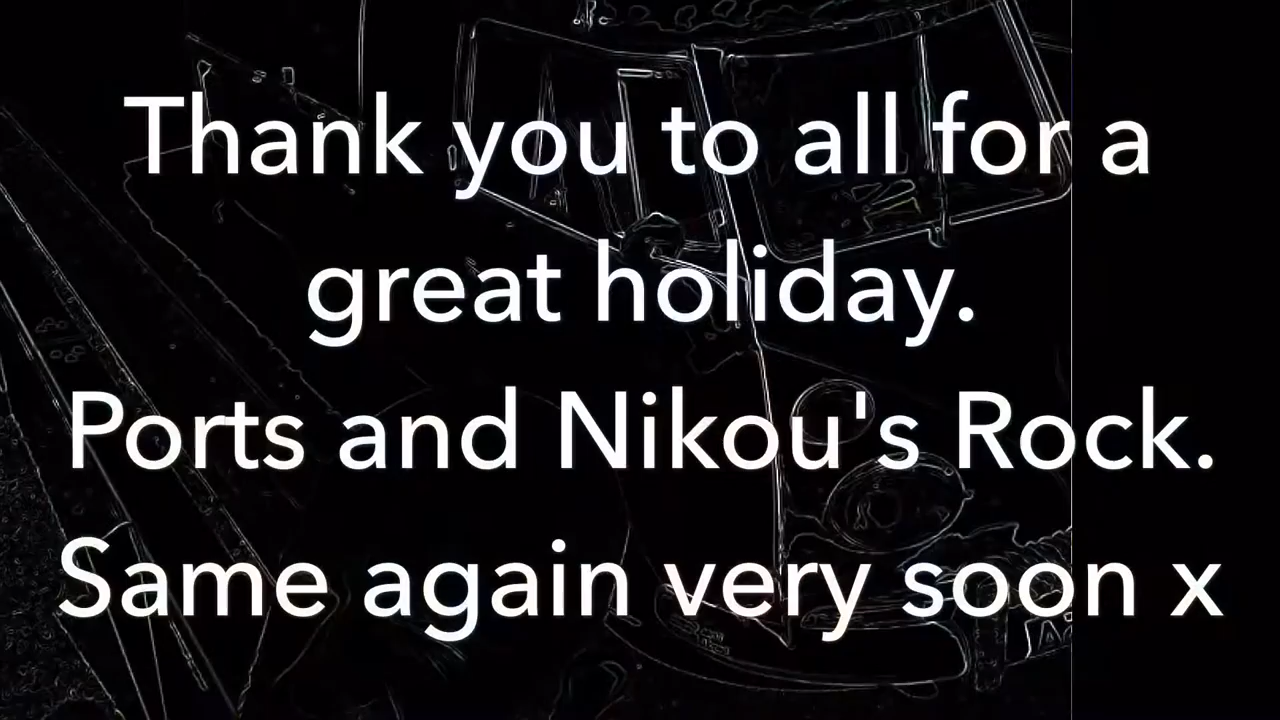 Thank you to all for a
great holiday.
Ports and Nikou's Rock.
Same again very soon x